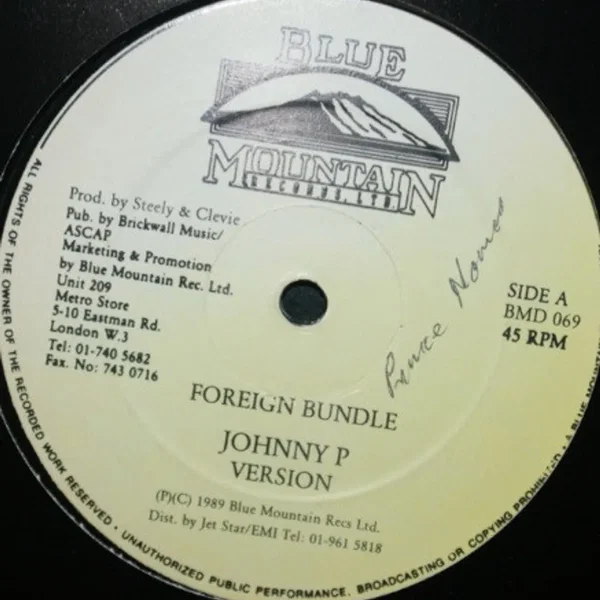 BLUE
MOUNTAIN
RECORDS, LTD.
Prod. by Steely & Clevie
Pub. by Brickwall Music/
ASCAP
Marketing & Promotion
by Blue Mountain Rec. Ltd.
Unit 209
Metro Store
5-10 Eastman Rd.
London W.3
Tel: 01-740 5682
Fax. No: 743 0716
SIDE A
BMD 069
45 RPM
FOREIGN BUNDLE
JOHNNY P
VERSION
(P)(C) 1989 Blue Mountain Recs Ltd.
Dist. by Jet Star/EMI Tel: 01-961 5818
ALL RIGHTS OF THE OWNER OF THE RECORDED WORK RESERVED • UNAUTHORIZED PUBLIC PERFORMANCE, BROADCASTING OR COPYING PROHIBITED • A BLUE MOUNTAIN